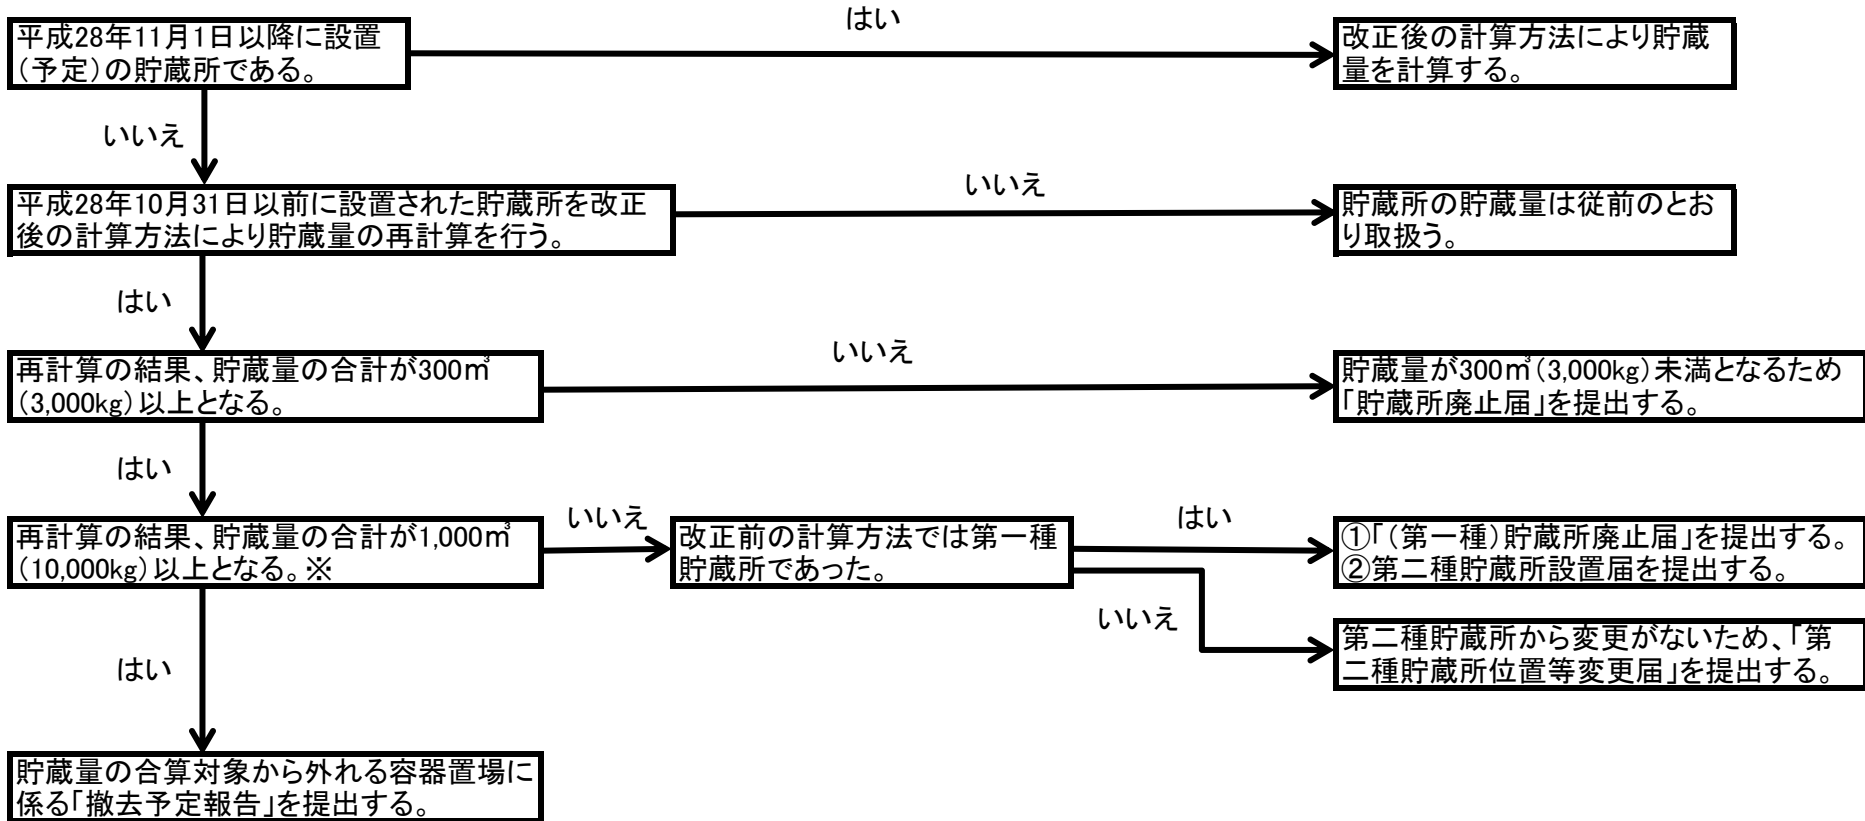 はい
平成28年11月1日以降に設置
(予定)の貯蔵所である。
改正後の計算方法により貯蔵
量を計算する。
いいえ
平成28年10月31日以前に設置された貯蔵所を改正
後の計算方法により貯蔵量の再計算を行う。
いいえ
貯蔵所の貯蔵量は従前のとお
り取扱う。
はい
再計算の結果、貯蔵量の合計が300㎥
(3,000kg)以上となる。
いいえ
貯蔵量が300㎥(3,000kg)未満となるため
「貯蔵所廃止届」を提出する。
はい
再計算の結果、貯蔵量の合計が1,000㎥
(10,000kg)以上となる。※
いいえ
改正前の計算方法では第一種
貯蔵所であった。
はい
①「(第一種)貯蔵所廃止届」を提出する。
②第二種貯蔵所設置届を提出する。
いいえ
第二種貯蔵所から変更がないため、「第
二種貯蔵所位置等変更届」を提出する。
はい
貯蔵量の合算対象から外れる容器置場に
係る「撤去予定報告」を提出する。